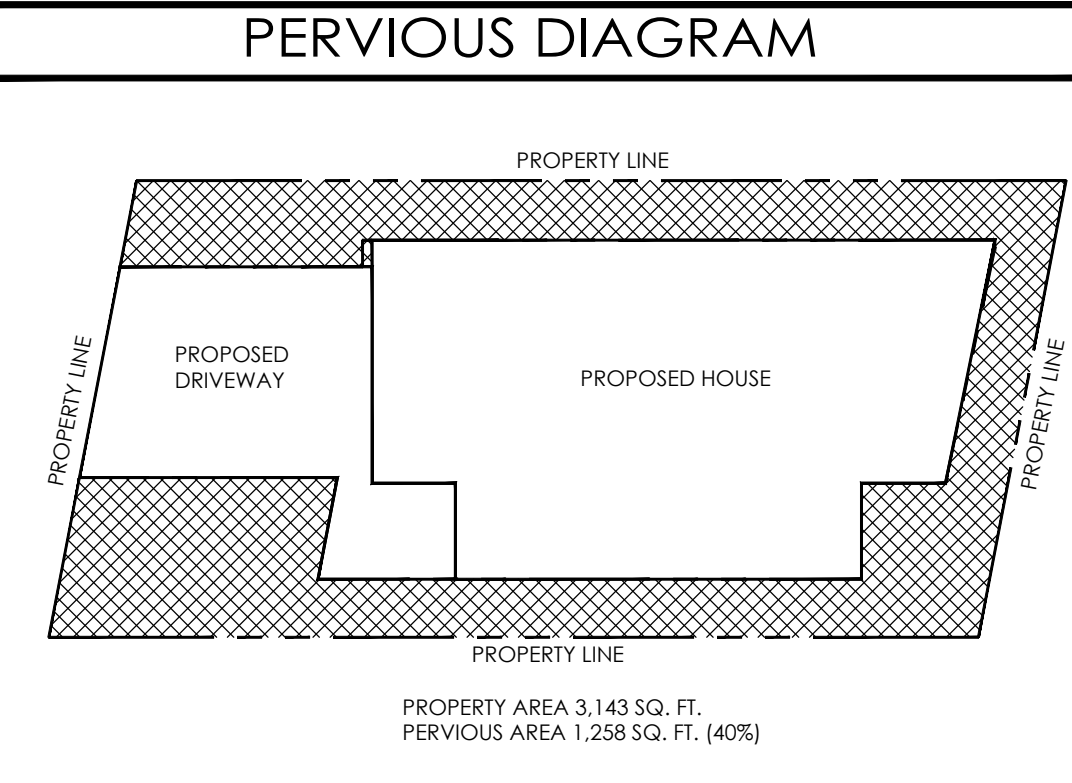 PERVIOUS DIAGRAM
PROPERTY LINE
PROPERTY LINE
PROPOSED
DRIVEWAY
PROPOSED HOUSE
PROPERTY LINE
PROPERTY LINE
PROPERTY AREA 3,143 SQ. FT.
PERVIOUS AREA 1,258 SQ. FT. (40%)